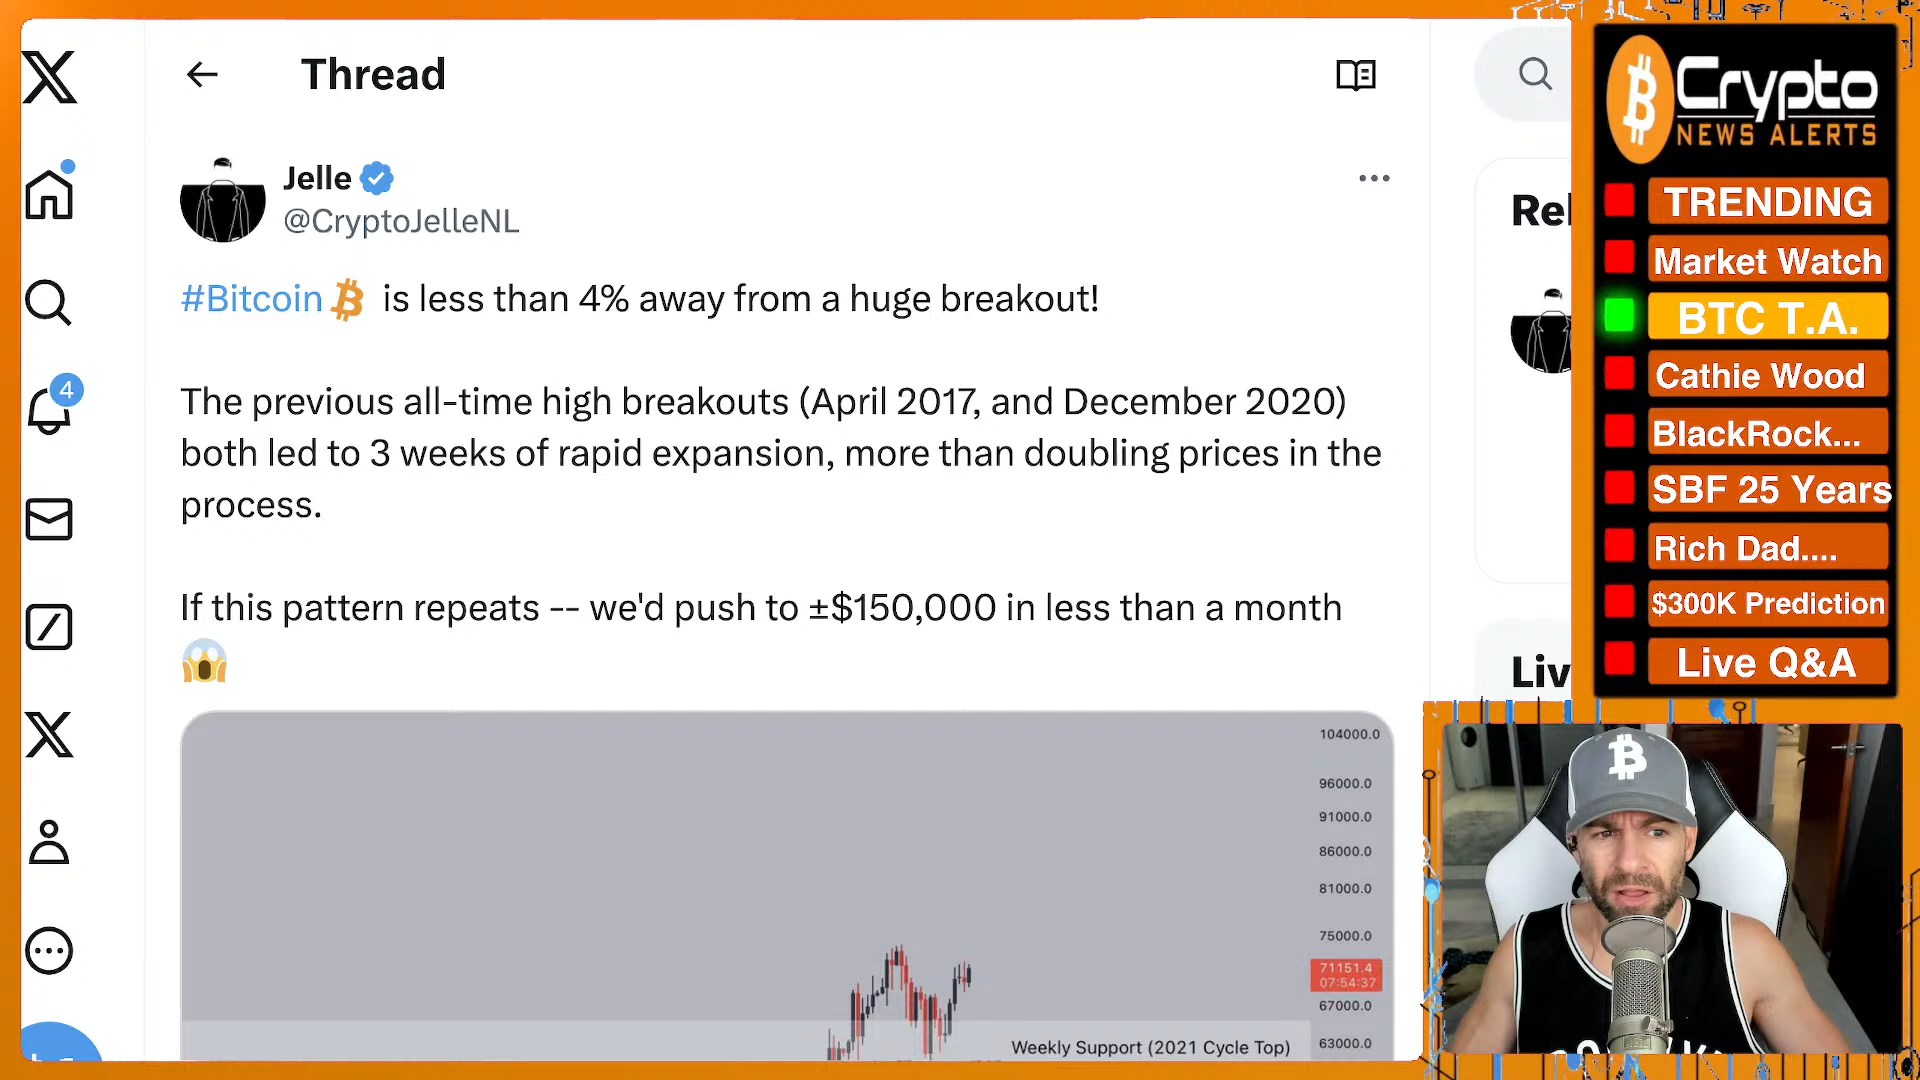 Thread
Jelle
@CryptoJelleNL
#Bitcoin is less than 4% away from a huge breakout!
The previous all-time high breakouts (April 2017, and December 2020)
both led to 3 weeks of rapid expansion, more than doubling prices in the
process.
If this pattern repeats -- we'd push to ±$150,000 in less than a month
104000.0
96000.0
91000.0
86000.0
81000.0
75000.0
71151.4
07:54:37
67000.0
63000.0
Weekly Support (2021 Cycle Top)
4
Rel
Liv
Crypto
NEWS ALERTS
TRENDING
Market Watch
BTC T.A.
Cathie Wood
BlackRock...
SBF 25 Years
Rich Dad....
$300K Prediction
Live Q&A